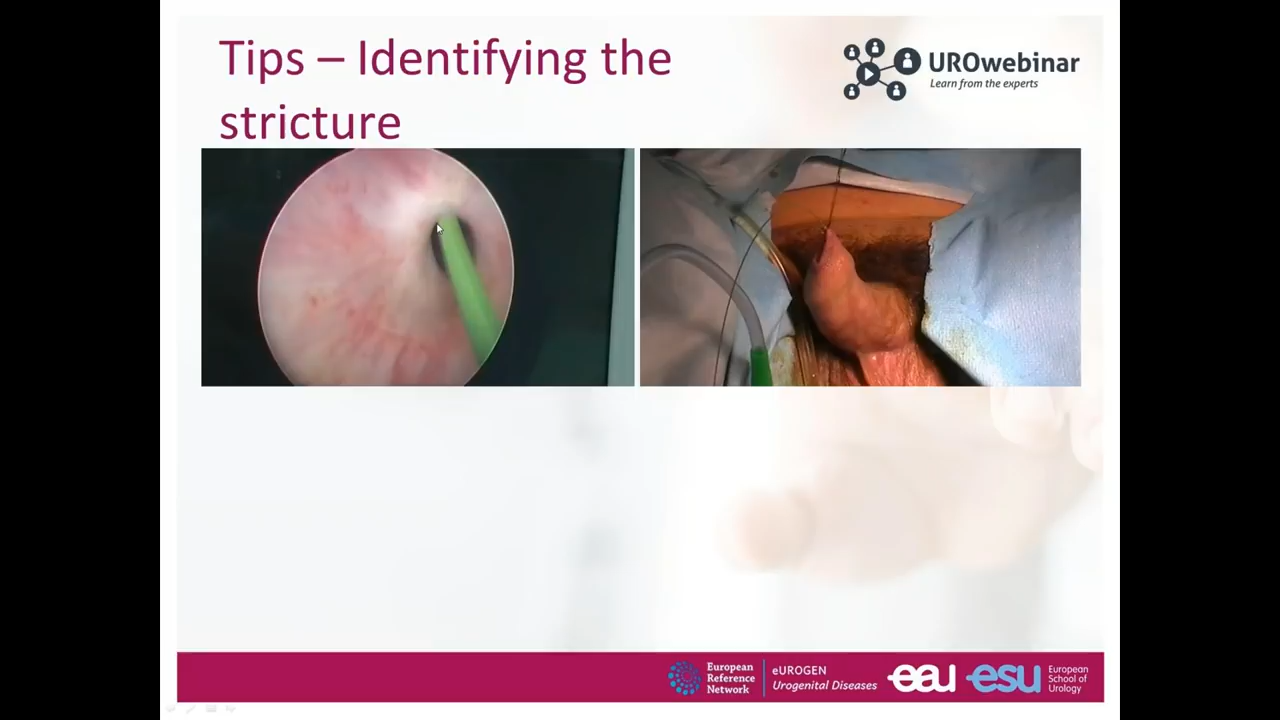 Tips – Identifying the
stricture
UROwebinar
Learn from the experts
European
Reference
Network
eUROGEN
Urogenital Diseases
eau
esu
European
School of
Urology